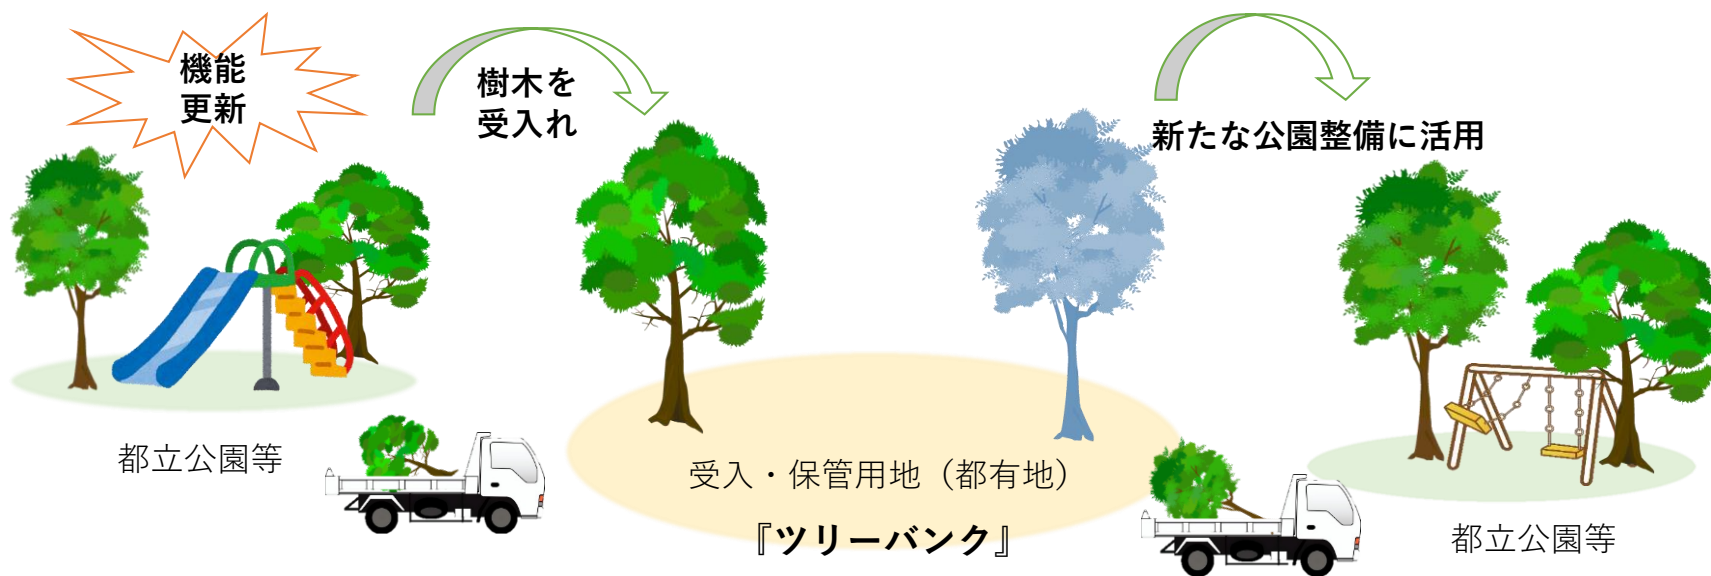 機能
更新
樹木を
受入れ
新たな公園整備に活用
都立公園等
受入・保管用地（都有地）
『ツリーバンク』
都立公園等